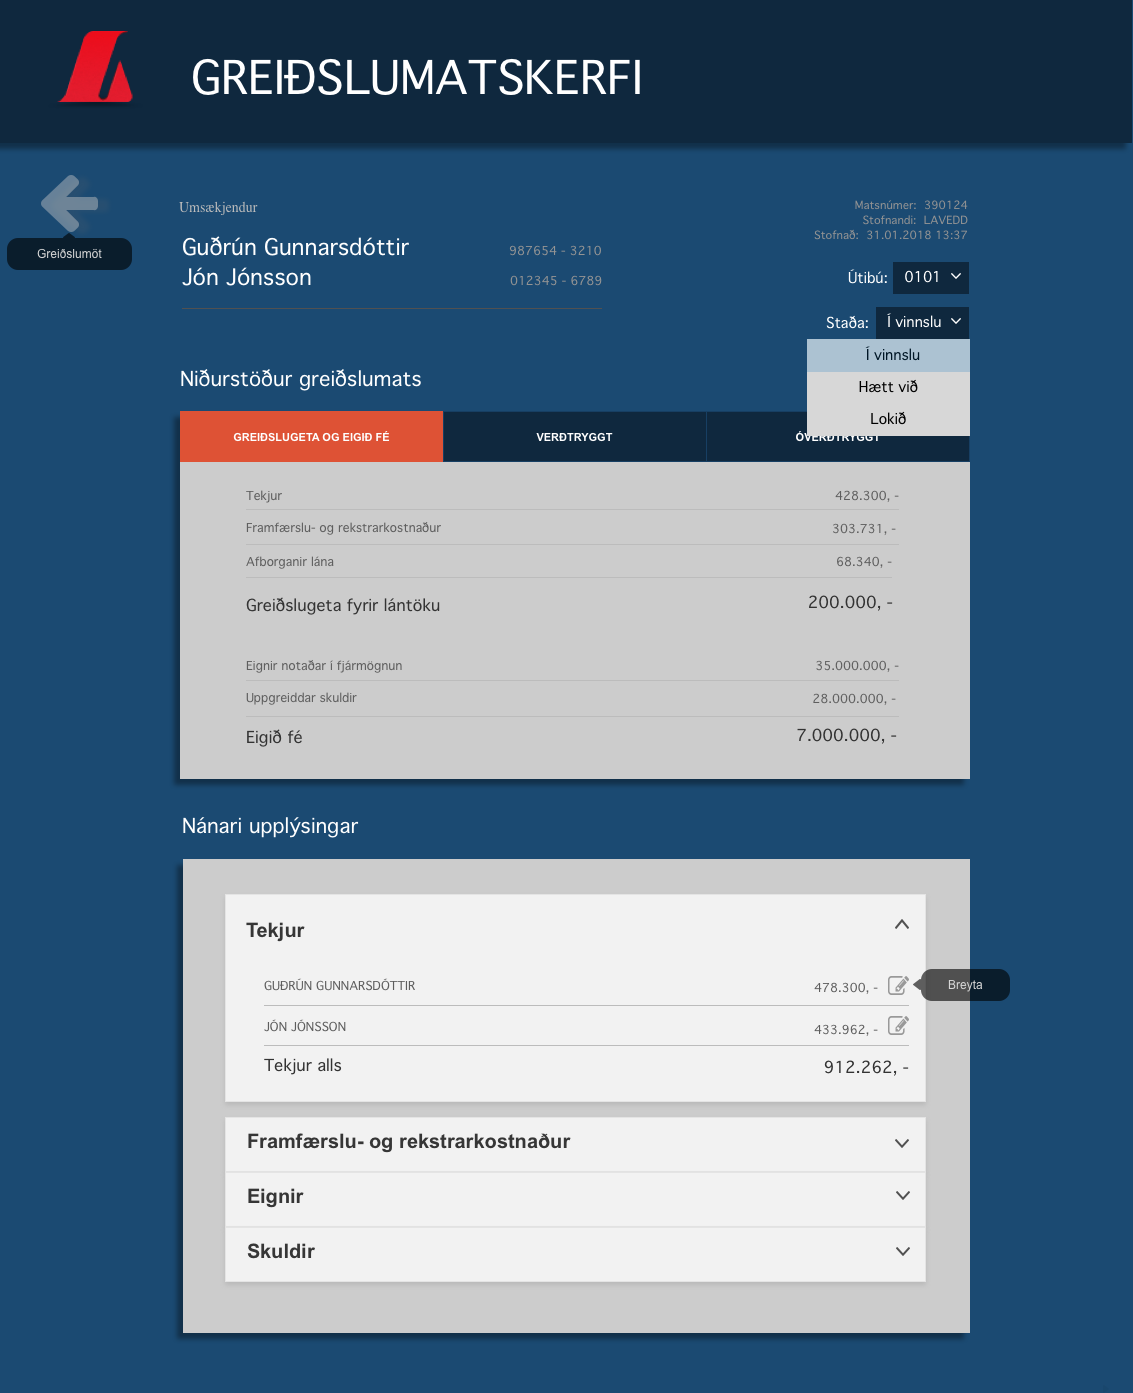 GREIÐSLUMATSKERFI
Greiðslumöt
Umsækjendur
Guðrún Gunnarsdóttir 987654 - 3210
Jón Jónsson 012345 - 6789
Matsnúmer: 390124
Stofnandi: LAVEDD
Stofnað: 31.01.2018 13:37
Útibú: 0101
Staða: Í vinnslu
Í vinnslu
Hætt við
Lokið
Niðurstöður greiðslumats
GREIÐSLUGETA OG EIGIÐ FÉ VERÐTRYGGT ÓVERÐTRYGGT
Tekjur 428.300, -
Framfærslu- og rekstrarkostnaður 303.731, -
Afborganir lána 68.340, -
Greiðslugeta fyrir lántöku 200.000, -
Eignir notaðar í fjármögnun 35.000.000, -
Uppgreiddar skuldir 28.000.000, -
Eigið fé 7.000.000, -
Nánari upplýsingar
Tekjur
GUÐRÚN GUNNARSDÓTTIR 478.300, - Breyta
JÓN JÓNSSON 433.962, -
Tekjur alls 912.262, -
Framfærslu- og rekstrarkostnaður
Eignir
Skuldir